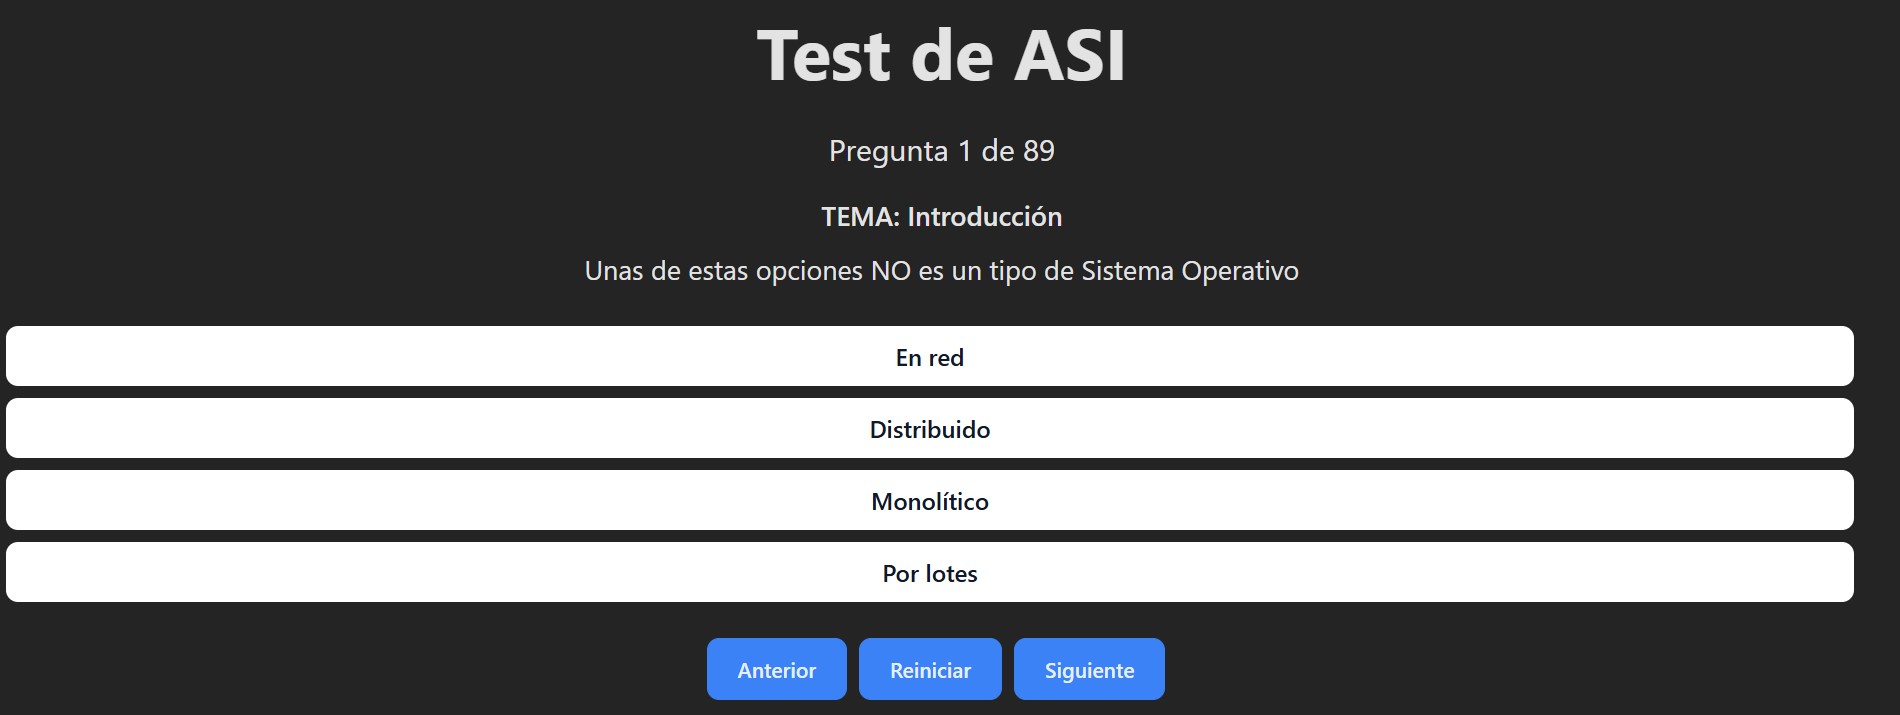 Test de ASI
Pregunta 1 de 89
TEMA: Introducción
Unas de estas opciones NO es un tipo de Sistema Operativo
En red
Distribuido
Monolítico
Por lotes
Anterior
Reiniciar
Siguiente